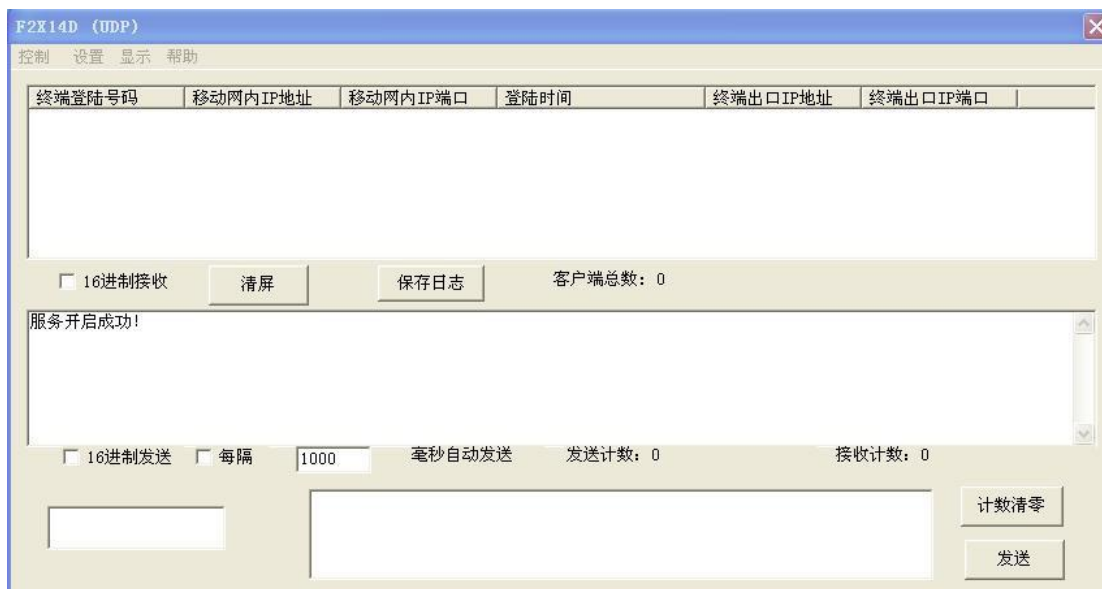 F2X14D (UDP)
控制 设置 显示 帮助
终端登陆号码 移动网内IP地址 移动网内IP端口 登陆时间 终端出口IP地址 终端出口IP端口
16进制接收 清屏 保存日志 客户端总数: 0
服务开启成功!
16进制发送 每隔 1000 毫秒自动发送 发送计数: 0 接收计数: 0
计数清零
发送